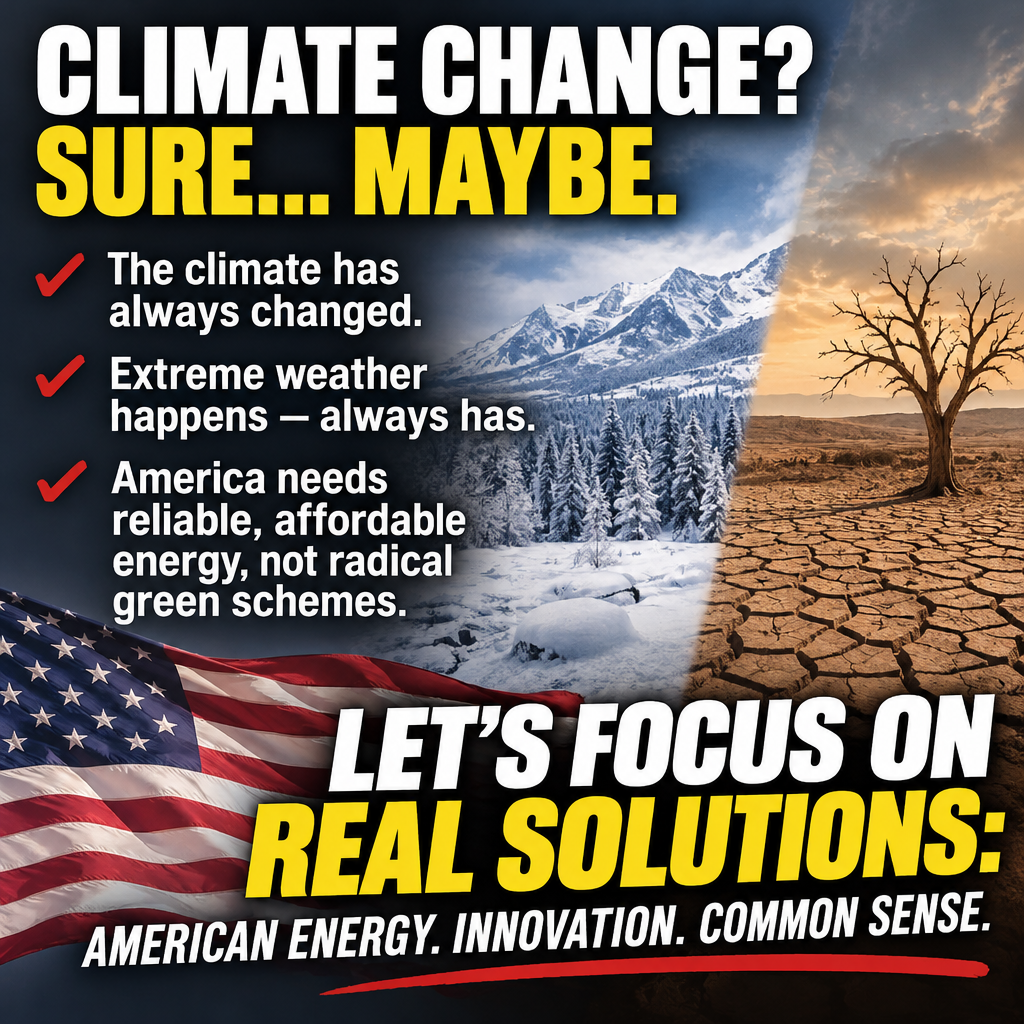 CLIMATE CHANGE?
SURE... MAYBE.
The climate has
always changed.
Extreme weather
happens — always has.
America needs
reliable, affordable
energy, not radical
green schemes.
LET'S FOCUS ON
REAL SOLUTIONS:
AMERICAN ENERGY. INNOVATION. COMMON SENSE.